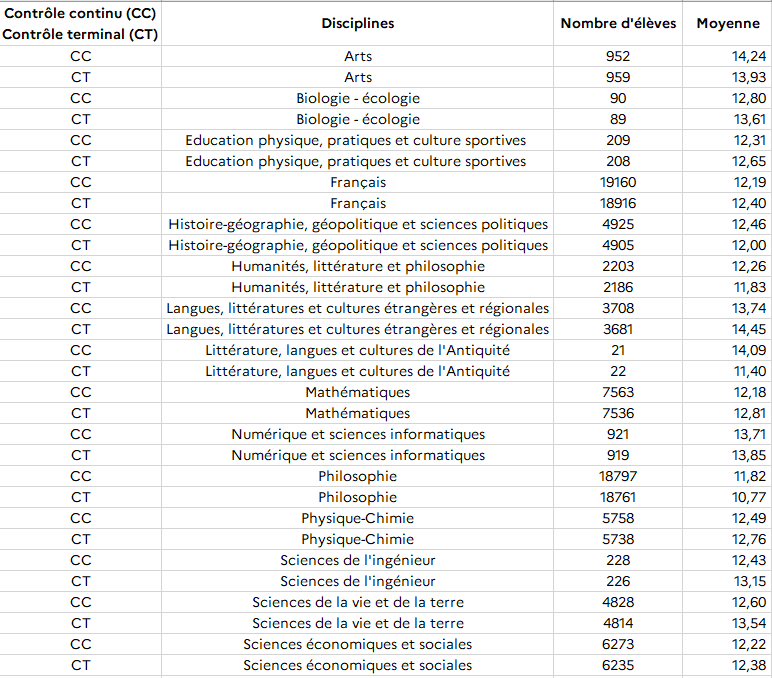 Contrôle continu (CC)
Contrôle terminal (CT) Disciplines Nombre d'élèves Moyenne
CC Arts 952 14,24
CT Arts 959 13,93
CC Biologie - écologie 90 12,80
CT Biologie - écologie 89 13,61
CC Education physique, pratiques et culture sportives 209 12,31
CT Education physique, pratiques et culture sportives 208 12,65
CC Français 19160 12,19
CT Français 18916 12,40
CC Histoire-géographie, géopolitique et sciences politiques 4925 12,46
CT Histoire-géographie, géopolitique et sciences politiques 4905 12,00
CC Humanités, littérature et philosophie 2203 12,26
CT Humanités, littérature et philosophie 2186 11,83
CC Langues, littératures et cultures étrangères et régionales 3708 13,74
CT Langues, littératures et cultures étrangères et régionales 3681 14,45
CC Littérature, langues et cultures de l'Antiquité 21 14,09
CT Littérature, langues et cultures de l'Antiquité 22 11,40
CC Mathématiques 7563 12,18
CT Mathématiques 7536 12,81
CC Numérique et sciences informatiques 921 13,71
CT Numérique et sciences informatiques 919 13,85
CC Philosophie 18797 11,82
CT Philosophie 18761 10,77
CC Physique-Chimie 5758 12,49
CT Physique-Chimie 5738 12,76
CC Sciences de l'ingénieur 228 12,43
CT Sciences de l'ingénieur 226 13,15
CC Sciences de la vie et de la terre 4828 12,60
CT Sciences de la vie et de la terre 4814 13,54
CC Sciences économiques et sociales 6273 12,22
CT Sciences économiques et sociales 6235 12,38